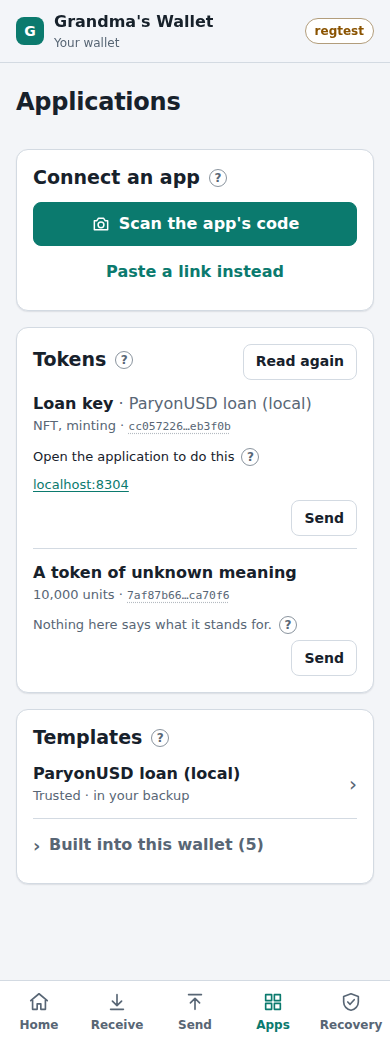 G
Grandma's Wallet
Your wallet
regtest
Applications
Connect an app ?
Scan the app's code
Paste a link instead
Tokens ?
Read again
Loan key · ParyonUSD loan (local)
NFT, minting · cc057226…eb3f0b
Open the application to do this ?
localhost:8304
Send
A token of unknown meaning
10,000 units · 7af87b66…ca70f6
Nothing here says what it stands for. ?
Send
Templates ?
ParyonUSD loan (local)
Trusted · in your backup
›
› Built into this wallet (5)
Home
Receive
Send
Apps
Recovery